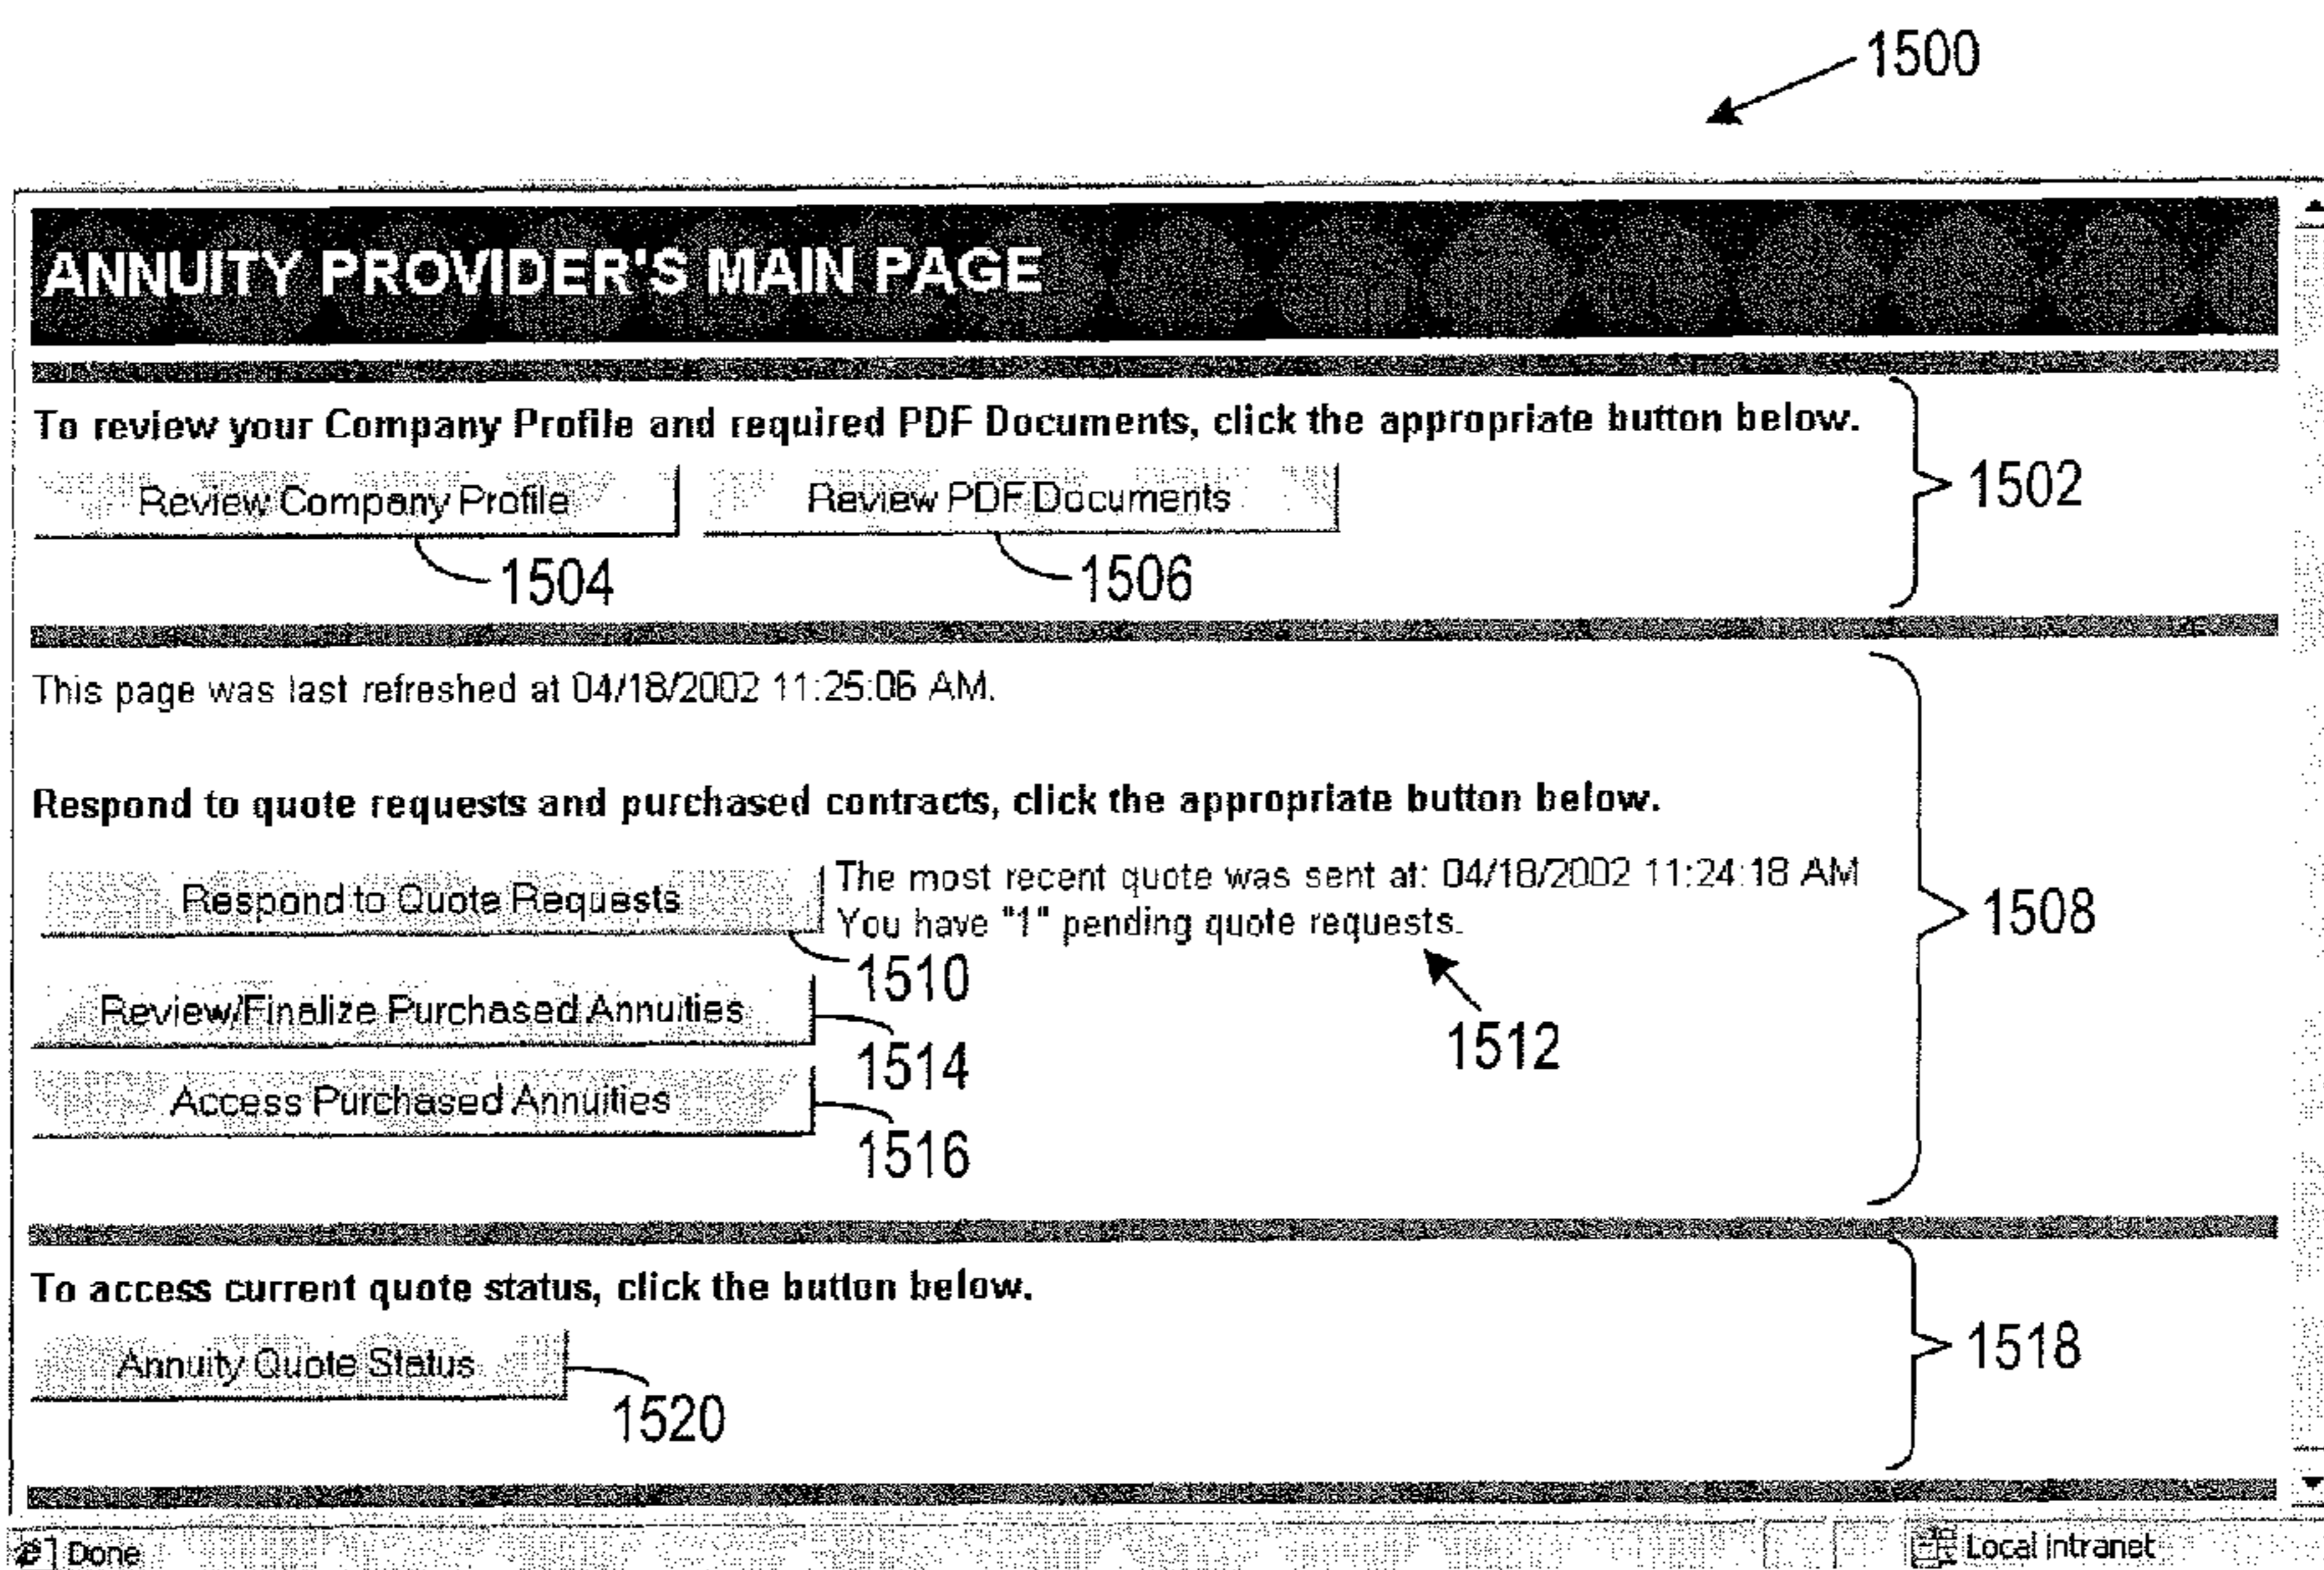 1500
ANNUITY PROVIDER'S MAIN PAGE
To review your Company Profile and required PDF Documents, click the appropriate button below.
Review Company Profile
Review PDF Documents
1502
1504
1506
This page was last refreshed at 04/18/2002 11:25:06 AM.
Respond to quote requests and purchased contracts, click the appropriate button below.
Respond to Quote Requests
The most recent quote was sent at: 04/18/2002 11:24:18 AM
You have "1" pending quote requests.
1508
1510
Review/Finalize Purchased Annuities
1512
1514
Access Purchased Annuities
1516
To access current quote status, click the button below.
Annuity Quote Status
1518
1520
Done
Local intranet